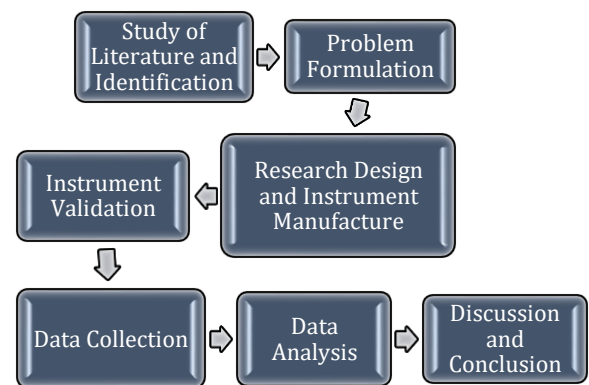 Study of
Literature and
Identification
Problem
Formulation
Research Design
and Instrument
Manufacture
Instrument
Validation
Data Collection
Data
Analysis
Discussion
and
Conclusion